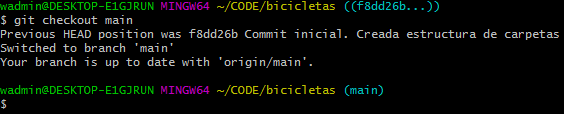 wadmin@DESKTOP-E1GJRUN MINGW64 ~/CODE/bicicletas ((f8dd26b...))
$ git checkout main
Previous HEAD position was f8dd26b Commit inicial. Creada estructura de carpetas
Switched to branch 'main'
Your branch is up to date with 'origin/main'.
wadmin@DESKTOP-E1GJRUN MINGW64 ~/CODE/bicicletas (main)
$